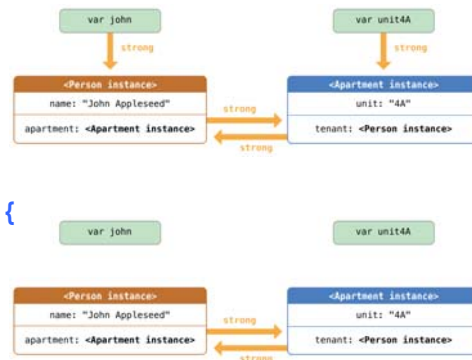 var john
var unit4A
strong
strong
<Person instance>
<Apartment instance>
name: "John Appleseed"
unit: "4A"
strong
apartment: <Apartment instance>
tenant: <Person instance>
strong
{
var john
var unit4A
<Person instance>
<Apartment instance>
name: "John Appleseed"
unit: "4A"
strong
apartment: <Apartment instance>
tenant: <Person instance>
strong